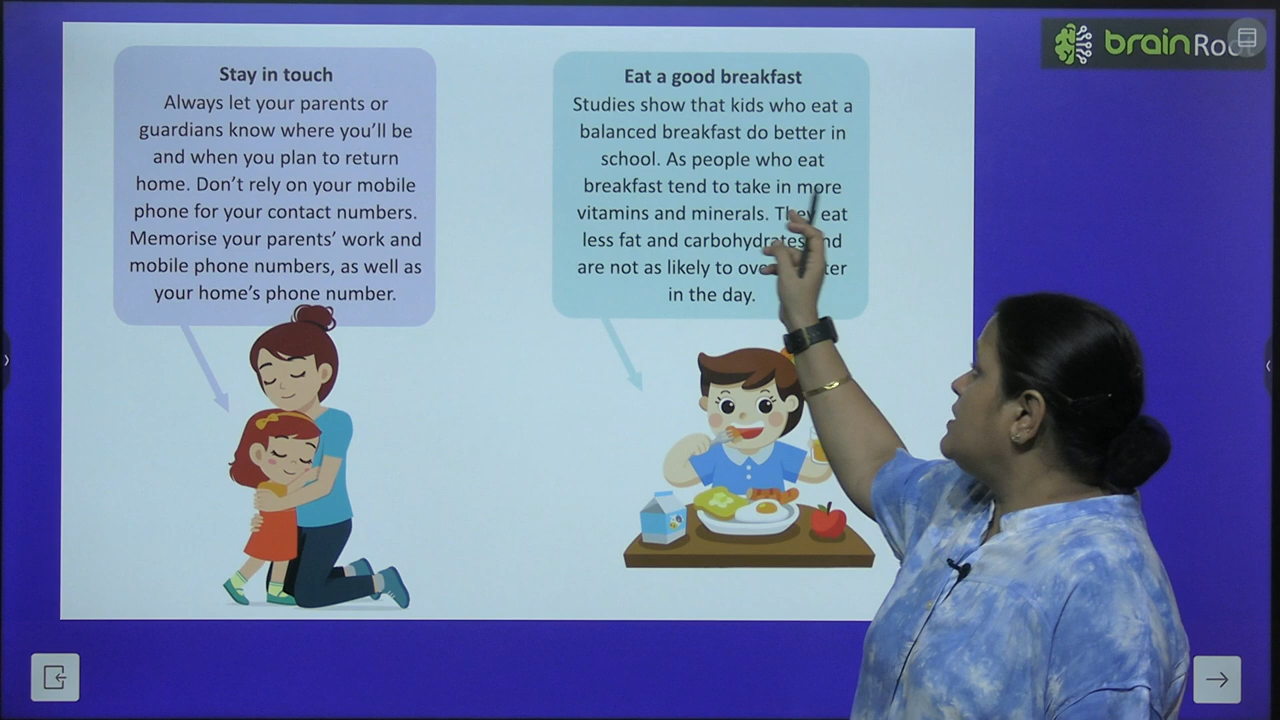 Stay in touch
Always let your parents or
guardians know where you'll be
and when you plan to return
home. Don't rely on your mobile
phone for your contact numbers.
Memorise your parents' work and
mobile phone numbers, as well as
your home's phone number.
Eat a good breakfast
Studies show that kids who eat a
balanced breakfast do better in
school. As people who eat
breakfast tend to take in more
vitamins and minerals. They eat
less fat and carbohydrates and
are not as likely to
in the day.
brain